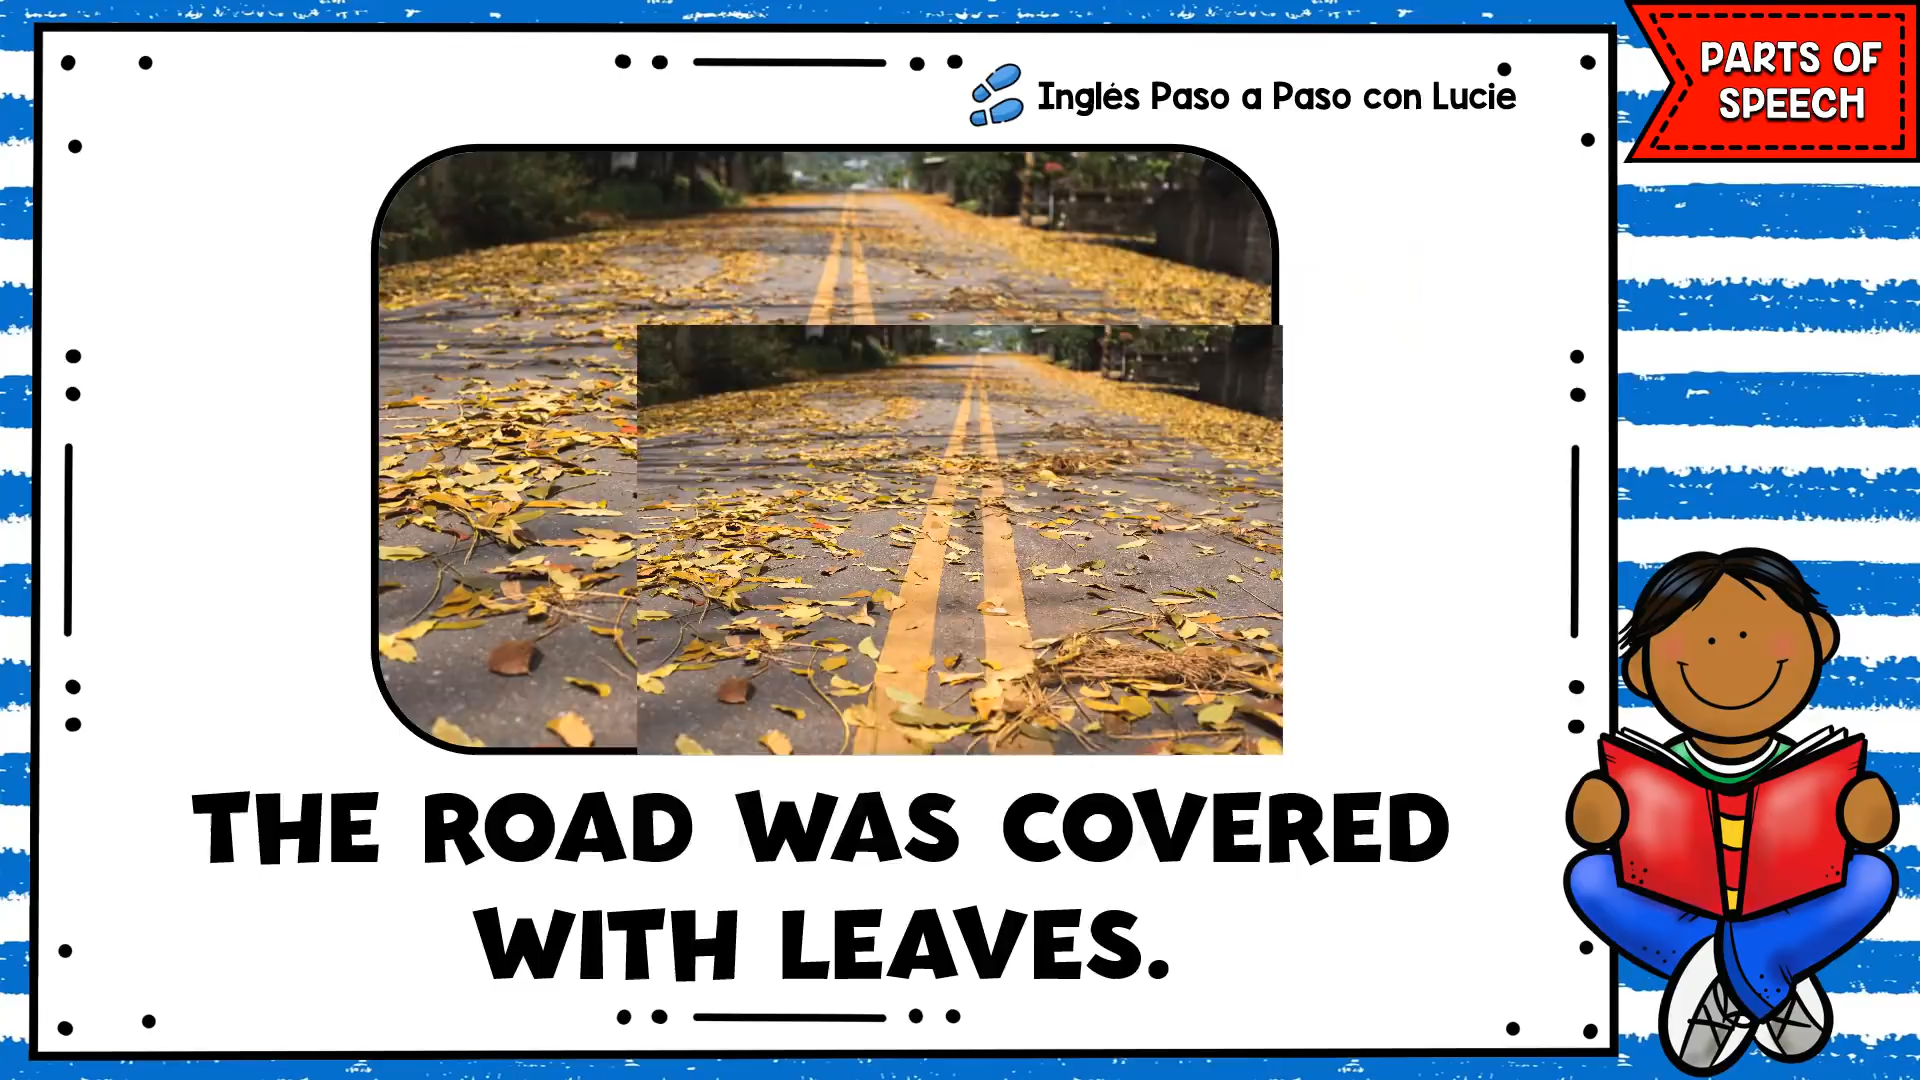 PARTS OF
SPEECH
Inglés Paso a Paso con Lucie
THE ROAD WAS COVERED
WITH LEAVES.